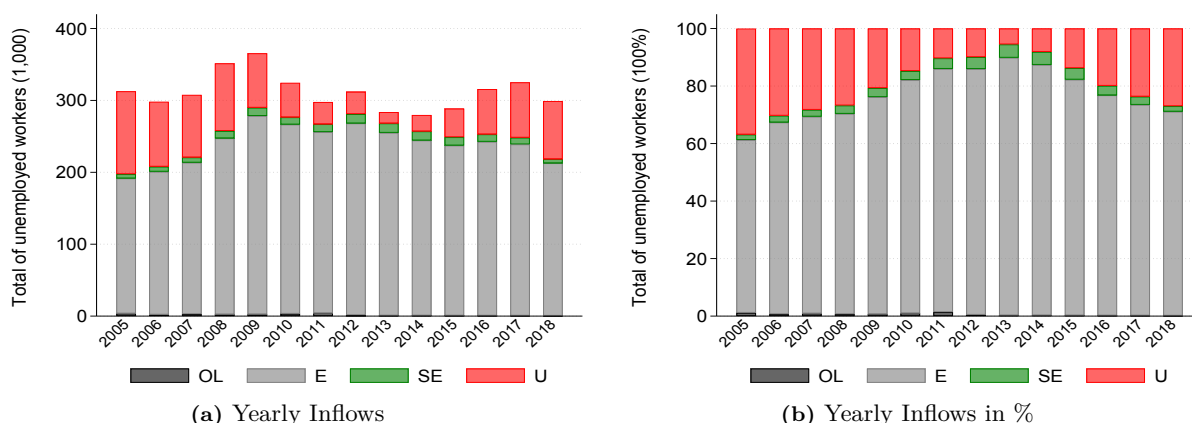 Total of unemployed workers (1,000)
400
300
200
100
0
2005 2006 2007 2008 2009 2010 2011 2012 2013 2014 2015 2016 2017 2018
OL E SE U
(a) Yearly Inflows
Total of unemployed workers (100%)
100
80
60
40
20
0
2005 2006 2007 2008 2009 2010 2011 2012 2013 2014 2015 2016 2017 2018
OL E SE U
(b) Yearly Inflows in %